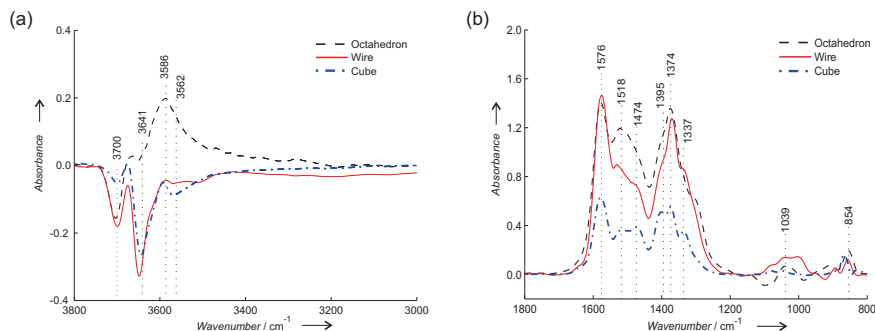 (a)
0.4
0.2
0.0
-0.2
-0.4
Absorbance
3700
3641
3586
3562
Octahedron
Wire
Cube
3800
3600
3400
3200
3000
Wavenumber / cm⁻¹
(b)
2.0
1.6
1.2
0.8
0.4
0.0
Absorbance
1576
1518
1474
1395
1374
1337
1039
854
Octahedron
Wire
Cube
1800
1600
1400
1200
1000
800
Wavenumber / cm⁻¹